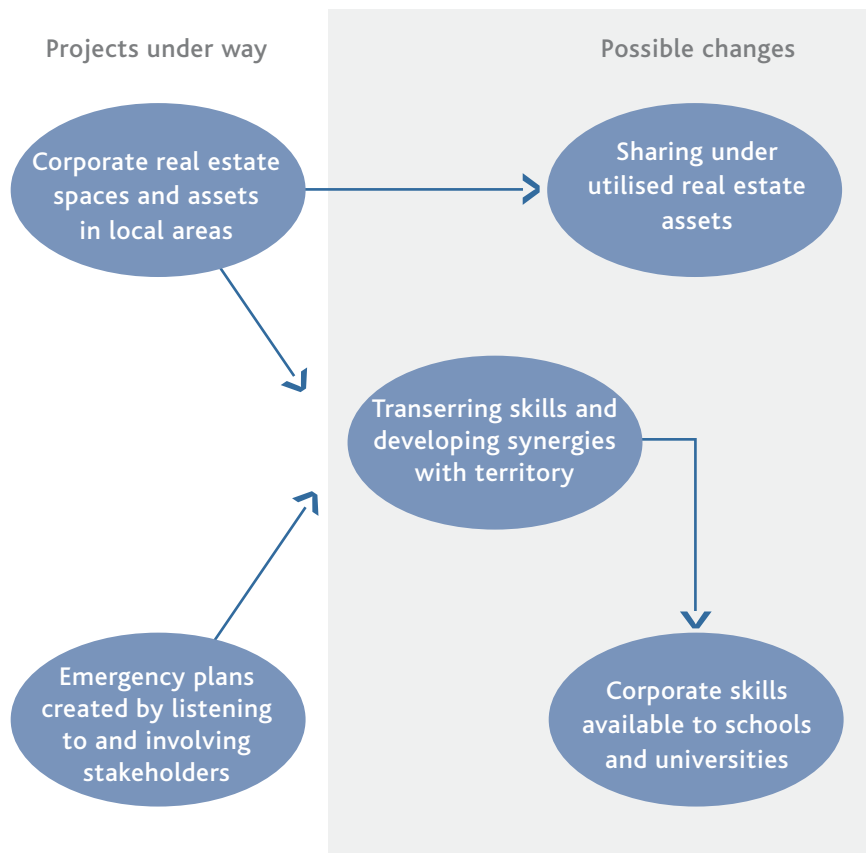 Projects under way
Possible changes
Corporate real estate
spaces and assets
in local areas
Sharing under
utilised real estate
assets
Transerring skills and
developing synergies
with territory
Emergency plans
created by listening
to and involving
stakeholders
Corporate skills
available to schools
and universities